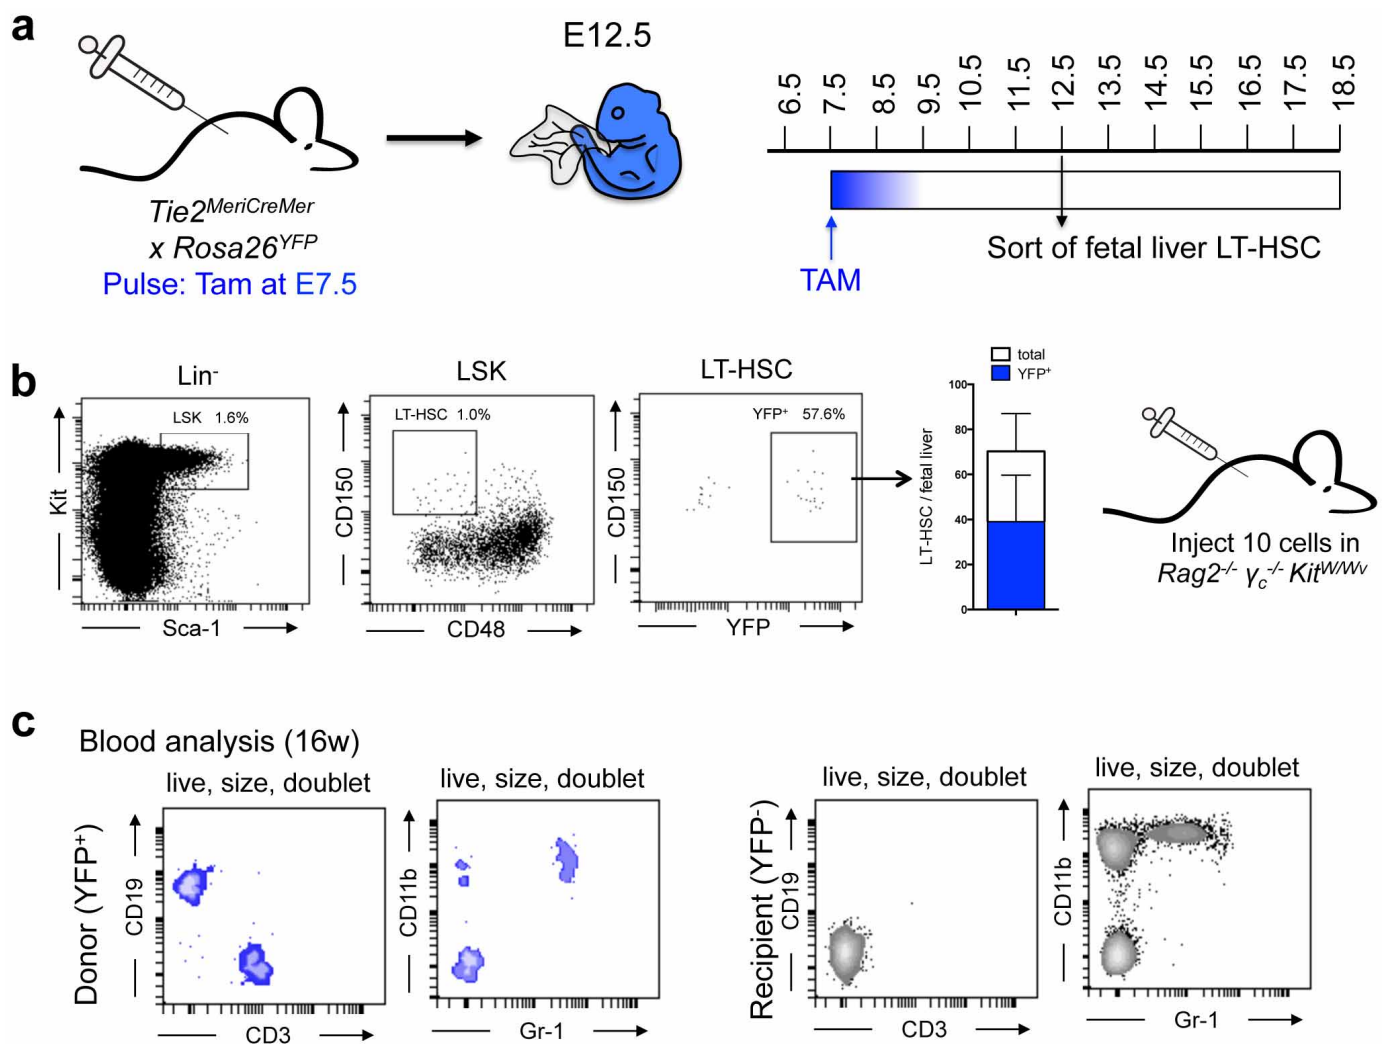 a
E12.5
6.5 7.5 8.5 9.5 10.5 11.5 12.5 13.5 14.5 15.5 16.5 17.5 18.5
Tie2MeriCreMer
x Rosa26YFP
Pulse: Tam at E7.5
TAM
Sort of fetal liver LT-HSC
b
Lin-
LSK 1.6%
Kit
Sca-1
LSK
LT-HSC 1.0%
CD150
CD48
LT-HSC
YFP+ 57.6%
CD150
YFP
total
YFP+
LT-HSC / fetal liver
100
80
60
40
20
0
Inject 10 cells in
Rag2-/- γc-/- KitW/Wv
c
Blood analysis (16w)
Donor (YFP+)
live, size, doublet
CD19
CD3
live, size, doublet
CD11b
Gr-1
Recipient (YFP-)
live, size, doublet
CD19
CD3
live, size, doublet
CD11b
Gr-1